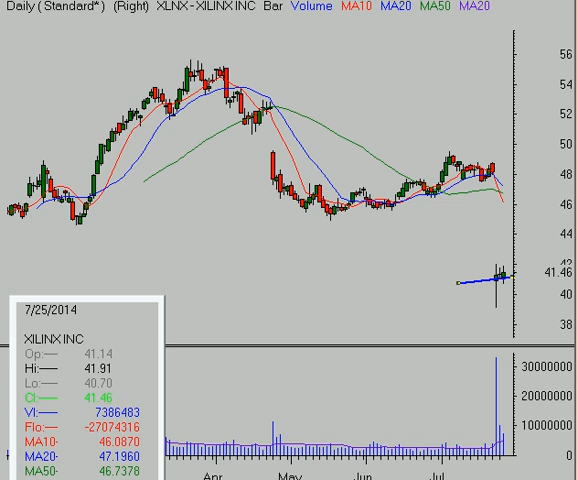 Daily (Standard*) (Right) XLNX - XILINX INC Bar Volume MA10 MA20 MA50 MA20
56
54
52
50
48
46
44
42
41.46
40
38
7/25/2014
XILINX INC
Op: 41.14
Hi: 41.91
Lo: 40.70
Cl: 41.46
Vl: 7386483
Flo: -27074316
MA10- 46.0870
MA20- 47.1960
MA50- 46.7378
30000000
20000000
10000000
0
Apr May Jun Jul